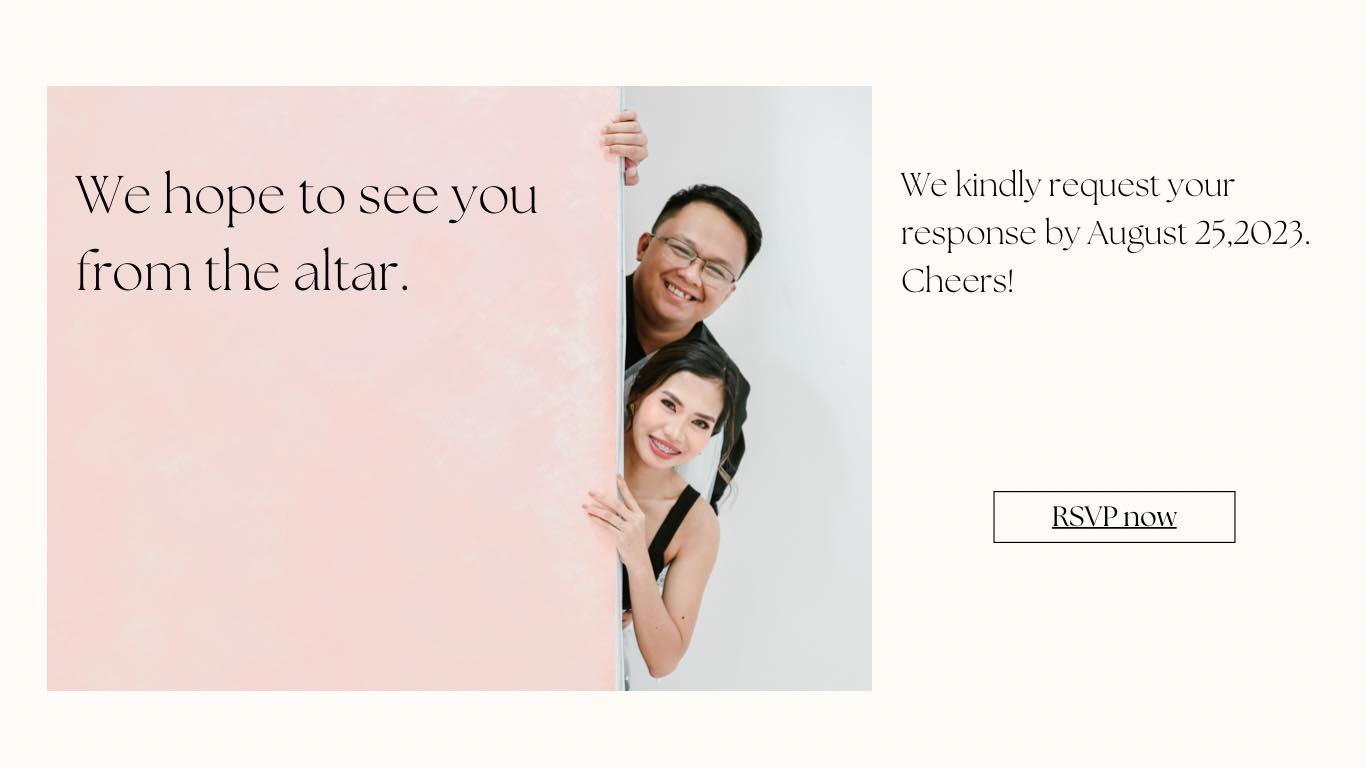 We hope to see you
from the altar.
We kindly request your
response by August 25,2023.
Cheers!
RSVP now